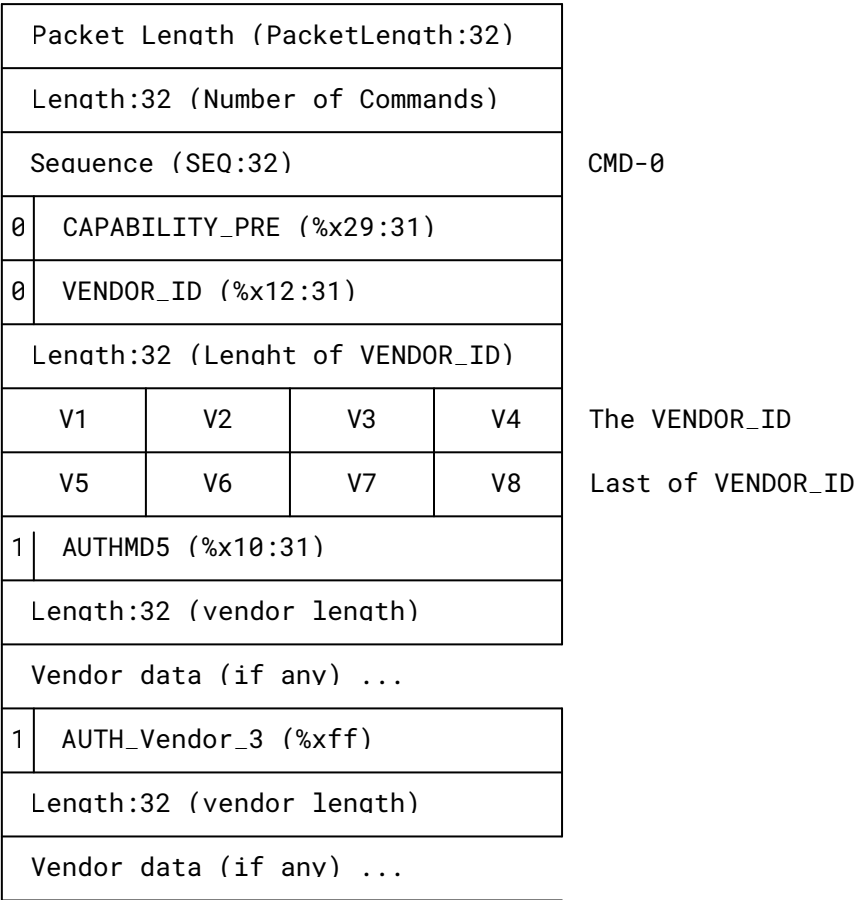 Packet Length (PacketLength:32)
Length:32 (Number of Commands)
Sequence (SEQ:32) CMD-0
0 CAPABILITY_PRE (%x29:31)
0 VENDOR_ID (%x12:31)
Length:32 (Lenght of VENDOR_ID)
V1 V2 V3 V4 The VENDOR_ID
V5 V6 V7 V8 Last of VENDOR_ID
1 AUTHMD5 (%x10:31)
Length:32 (vendor length)
Vendor data (if any) ...
1 AUTH_Vendor_3 (%xff)
Length:32 (vendor length)
Vendor data (if any) ...